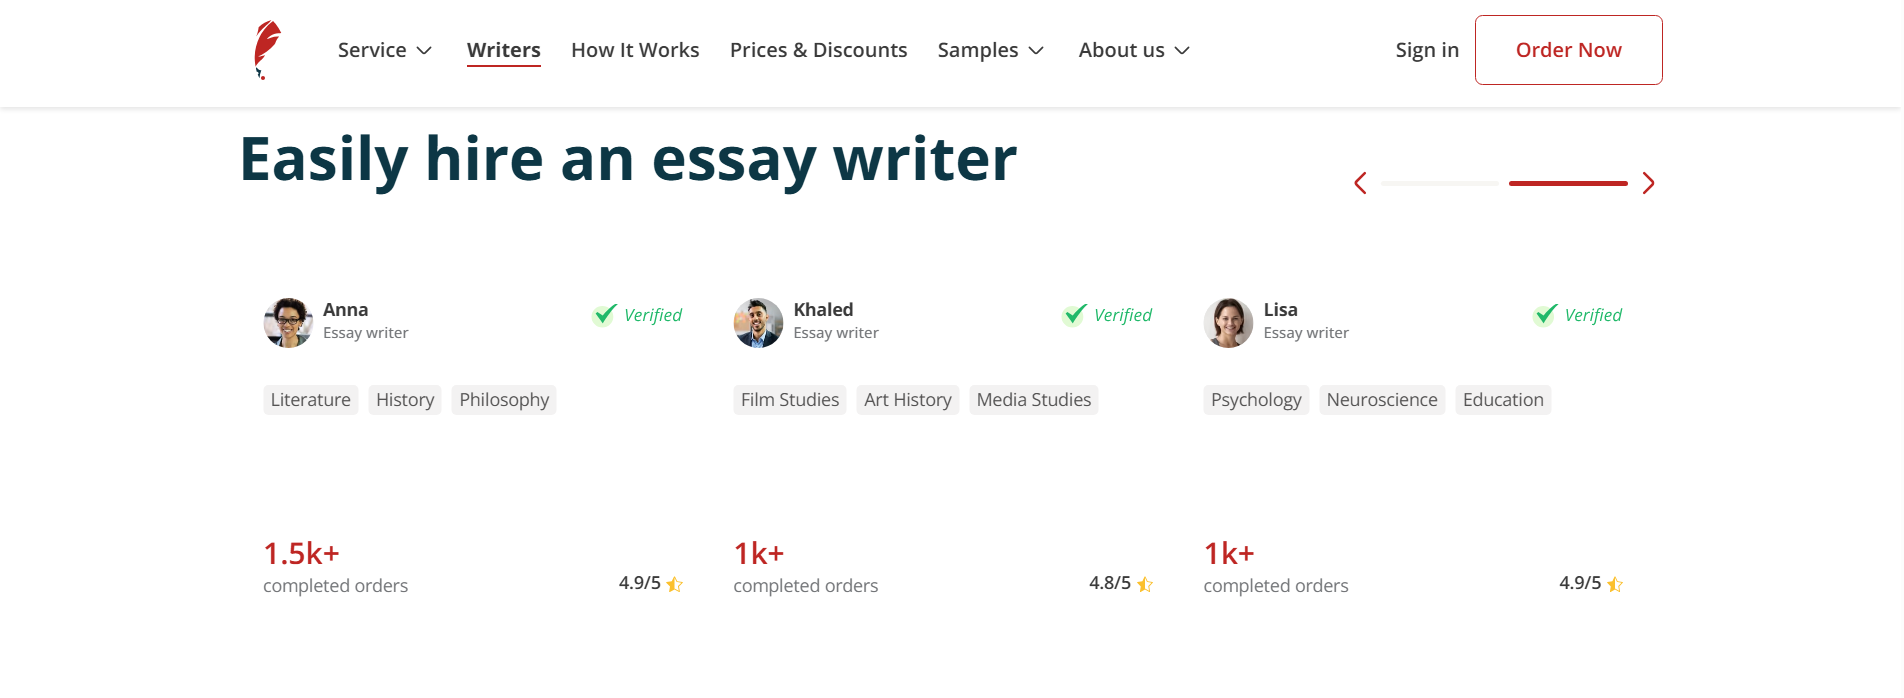 Service Writers How It Works Prices & Discounts Samples About us Sign in Order Now
Easily hire an essay writer
Anna
Essay writer
Verified
Literature History Philosophy
1.5k+
completed orders
4.9/5
Khaled
Essay writer
Verified
Film Studies Art History Media Studies
1k+
completed orders
4.8/5
Lisa
Essay writer
Verified
Psychology Neuroscience Education
1k+
completed orders
4.9/5